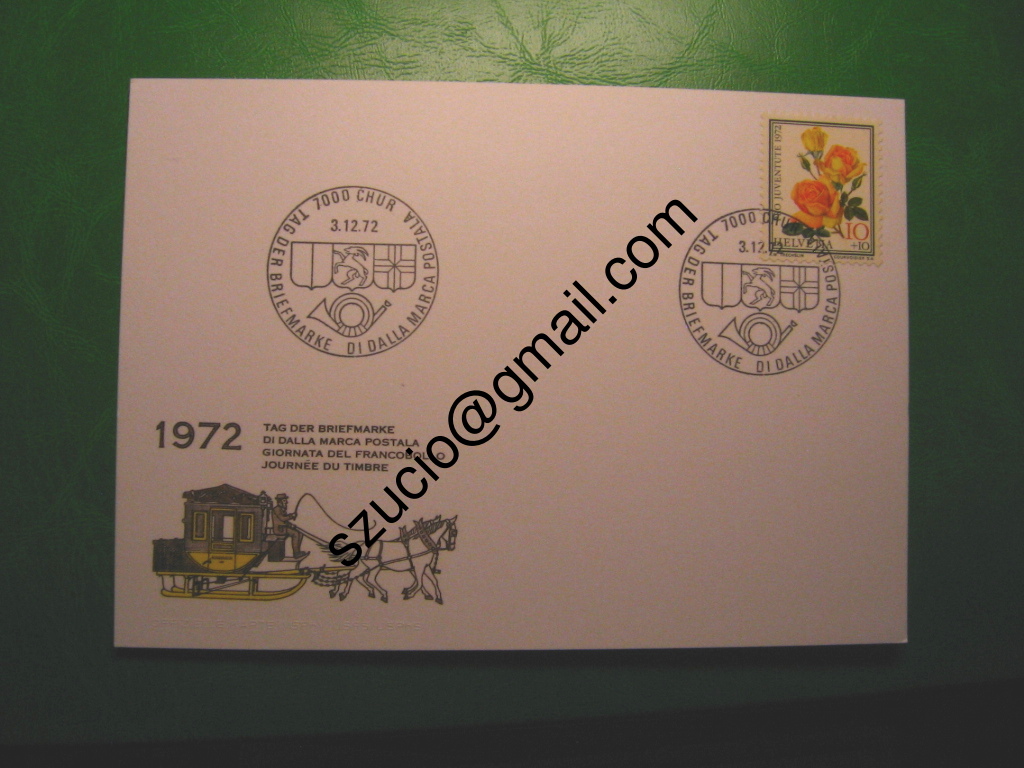 7000 CHUR
3.12.72
TAG DER BRIEFMARKE DI DALLA MARCA POSTALA
JUVENTUTE 1972
10
+10
HELVETIA
7000 CHUR
3.12.72
TAG DER BRIEFMARKE DI DALLA MARCA POSTALA
szucio@gmail.com
1972
TAG DER BRIEFMARKE
DI DALLA MARCA POSTALA
GIORNATA DEL FRANCOBOLLO
JOURNÉE DU TIMBRE